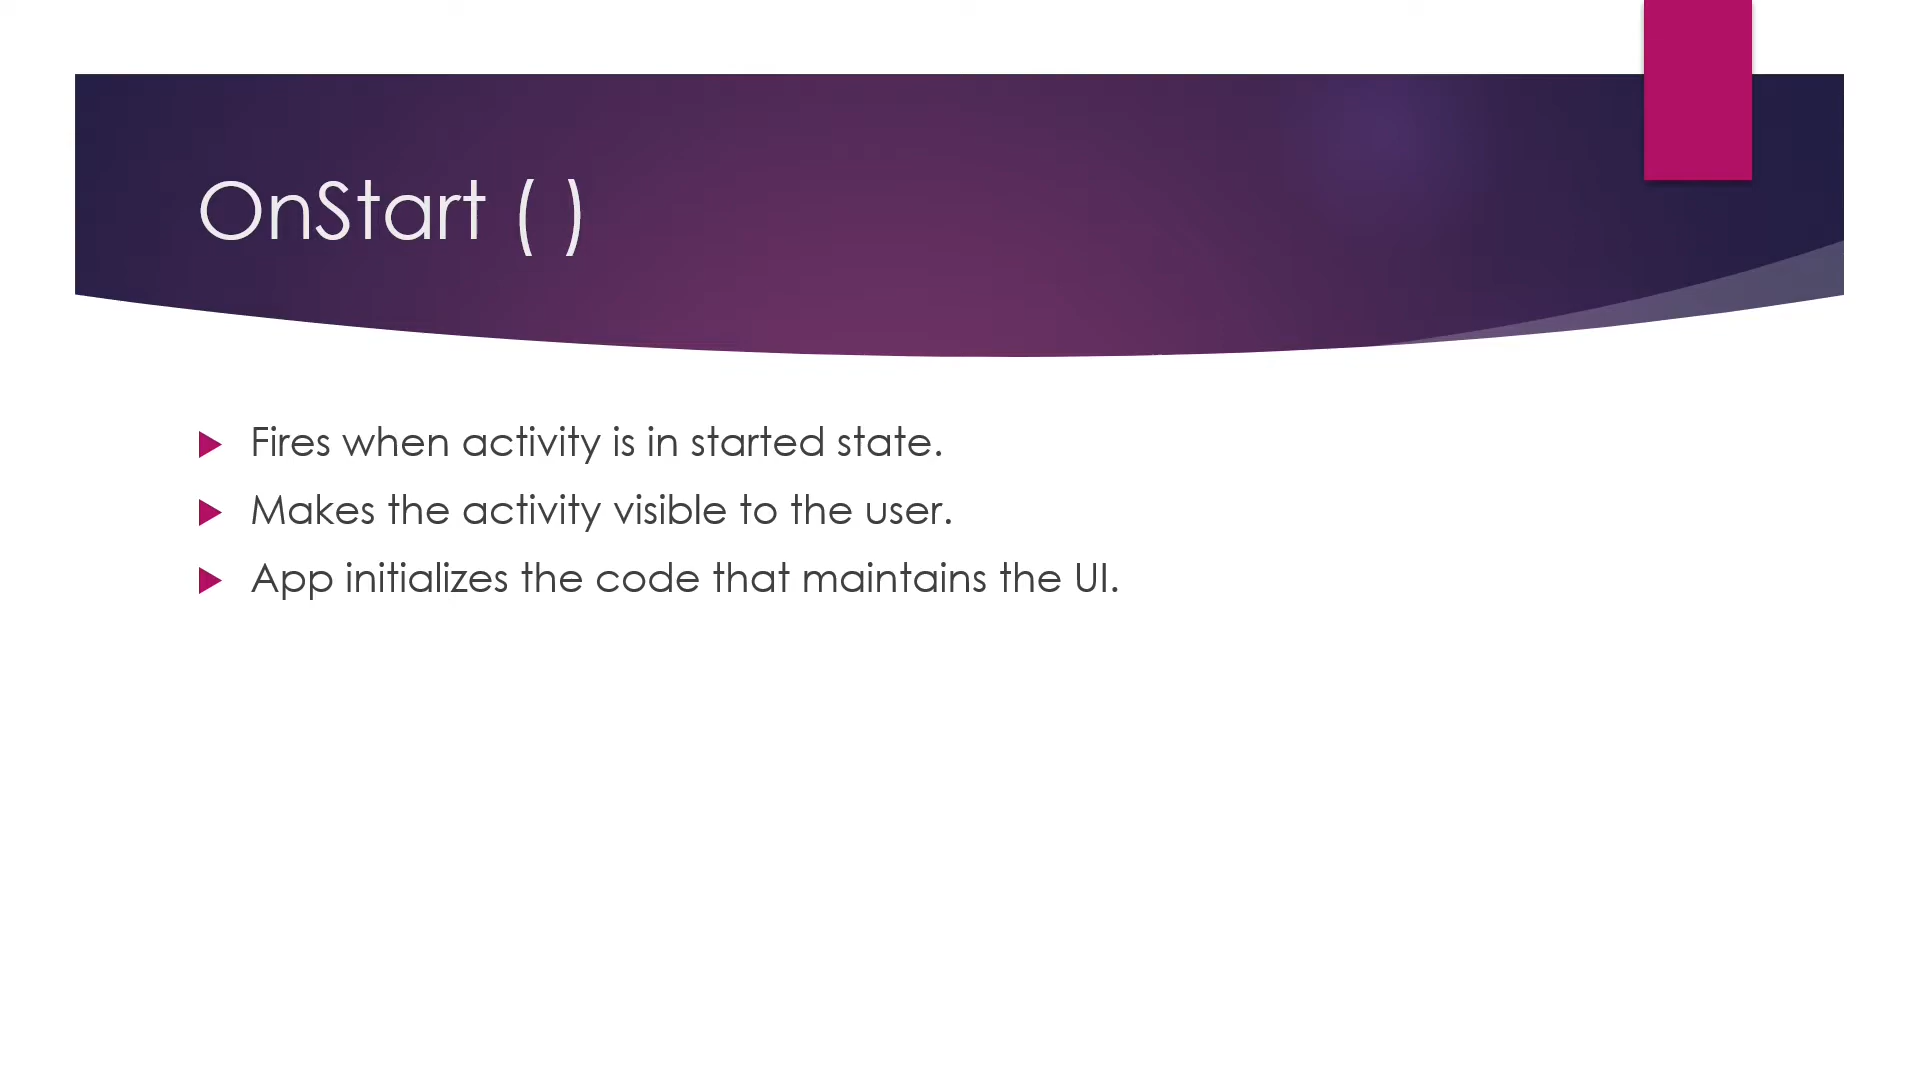 OnStart ( )
Fires when activity is in started state.
Makes the activity visible to the user.
App initializes the code that maintains the UI.